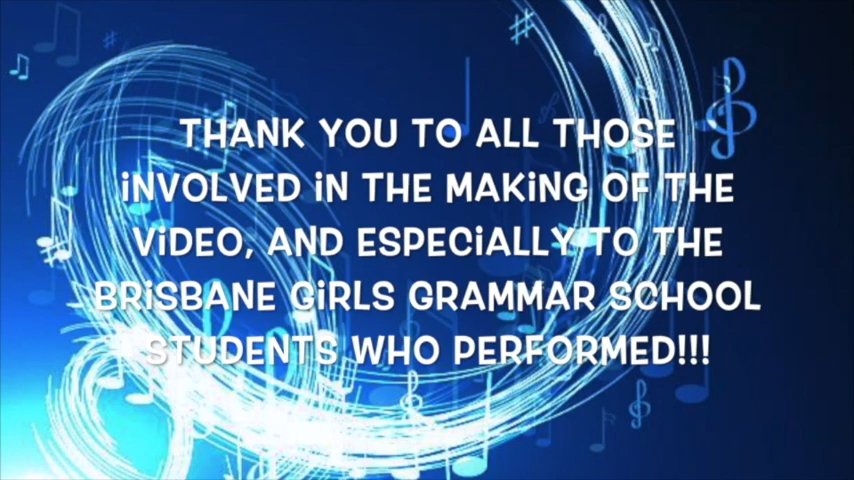 THANK YOU TO ALL THOSE
iNVOLVED iN THE MAKiNG OF THE
ViDEO, AND ESPECiALLY TO THE
BRiSBANE GiRLS GRAMMAR SCHOOL
STUDENTS WHO PERFORMED!!!